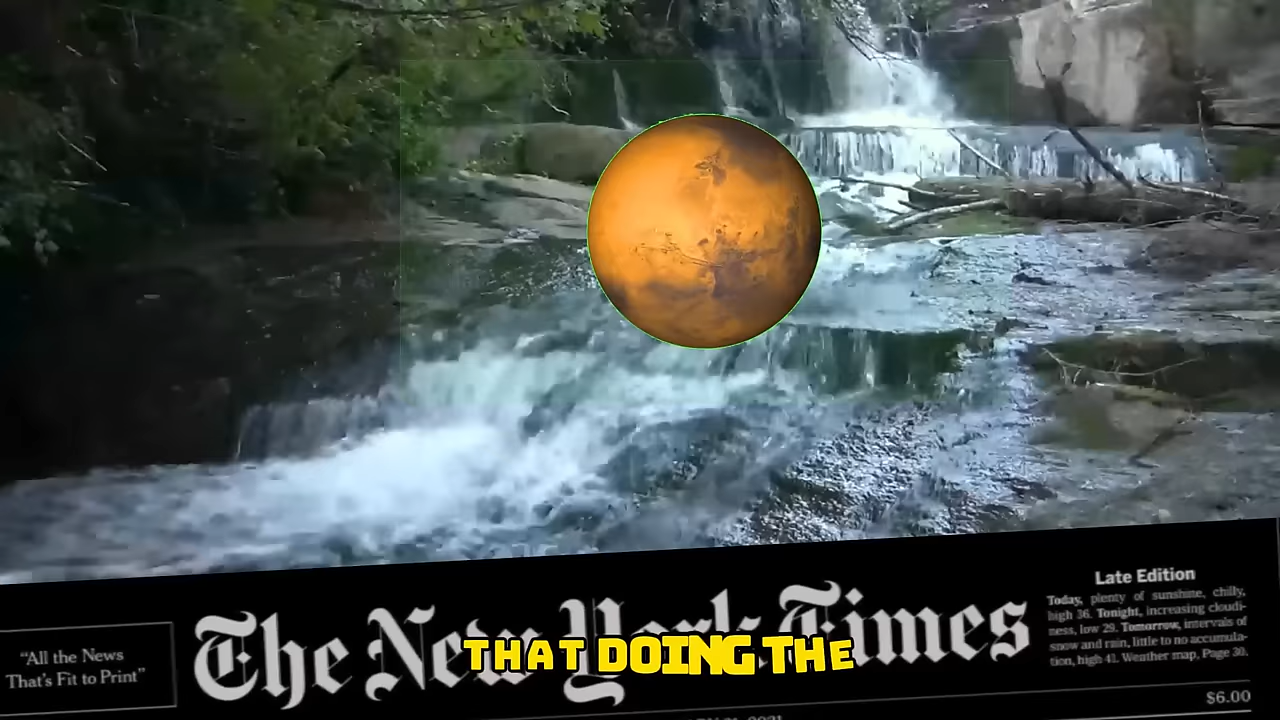 Late Edition
Today, plenty of sunshine, chilly,
high 36. Tonight, increasing cloudi-
ness, low 29. Tomorrow, intervals of
snow and rain, little to no accumula-
tion, high 41. Weather map, Page 30.
The New York Times
"All the News
That's Fit to Print"
THAT DOING THE
$6.00
2021